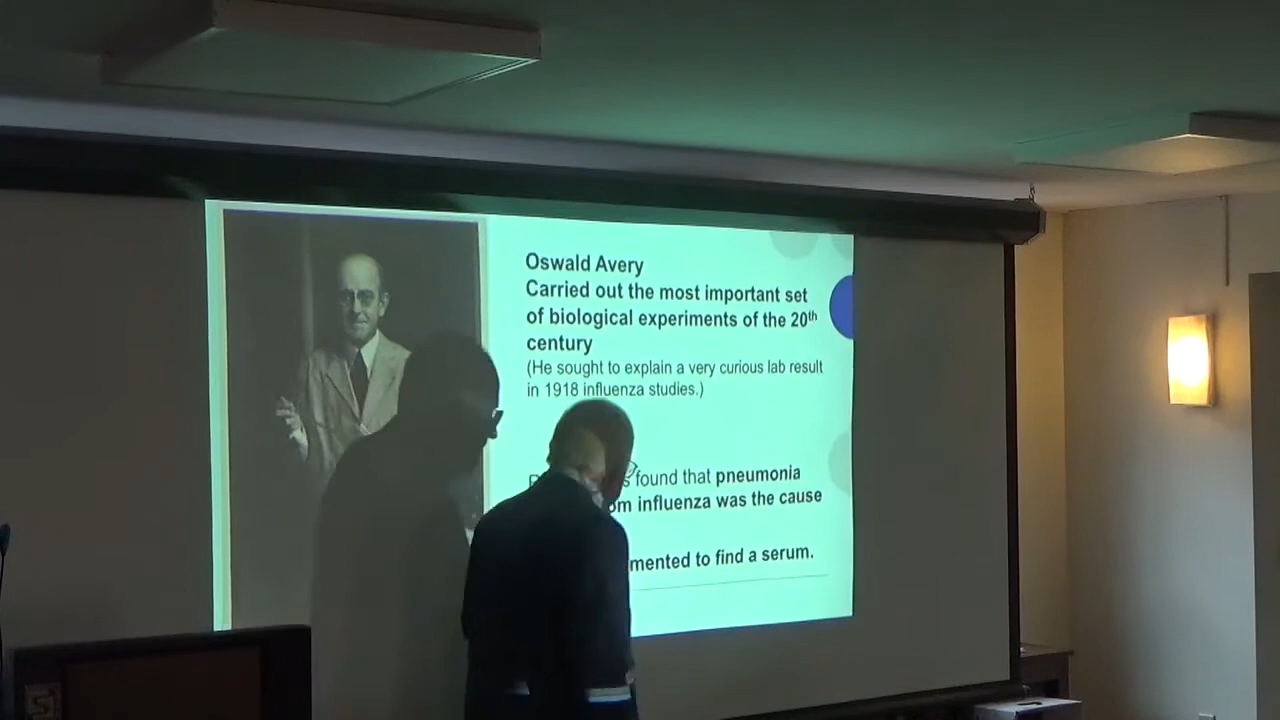 Oswald Avery
Carried out the most important set
of biological experiments of the 20th
century
(He sought to explain a very curious lab result
in 1918 influenza studies.)
found that pneumonia
influenza was the cause
to find a serum.